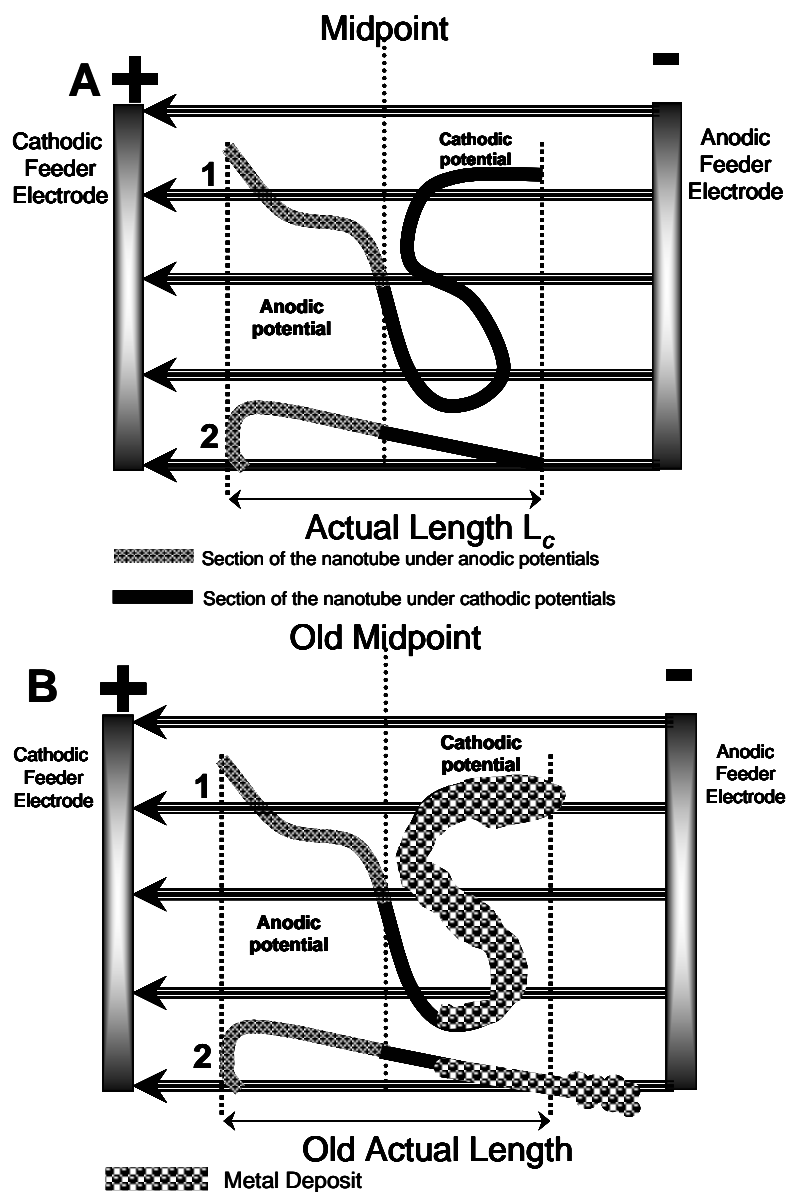 Midpoint
A + -
Cathodic
Feeder
Electrode
Anodic
Feeder
Electrode
Cathodic
potential
1
Anodic
potential
2
Actual Length Lc
Section of the nanotube under anodic potentials
Section of the nanotube under cathodic potentials
Old Midpoint
B + -
Cathodic
Feeder
Electrode
Anodic
Feeder
Electrode
Cathodic
potential
1
Anodic
potential
2
Old Actual Length
Metal Deposit